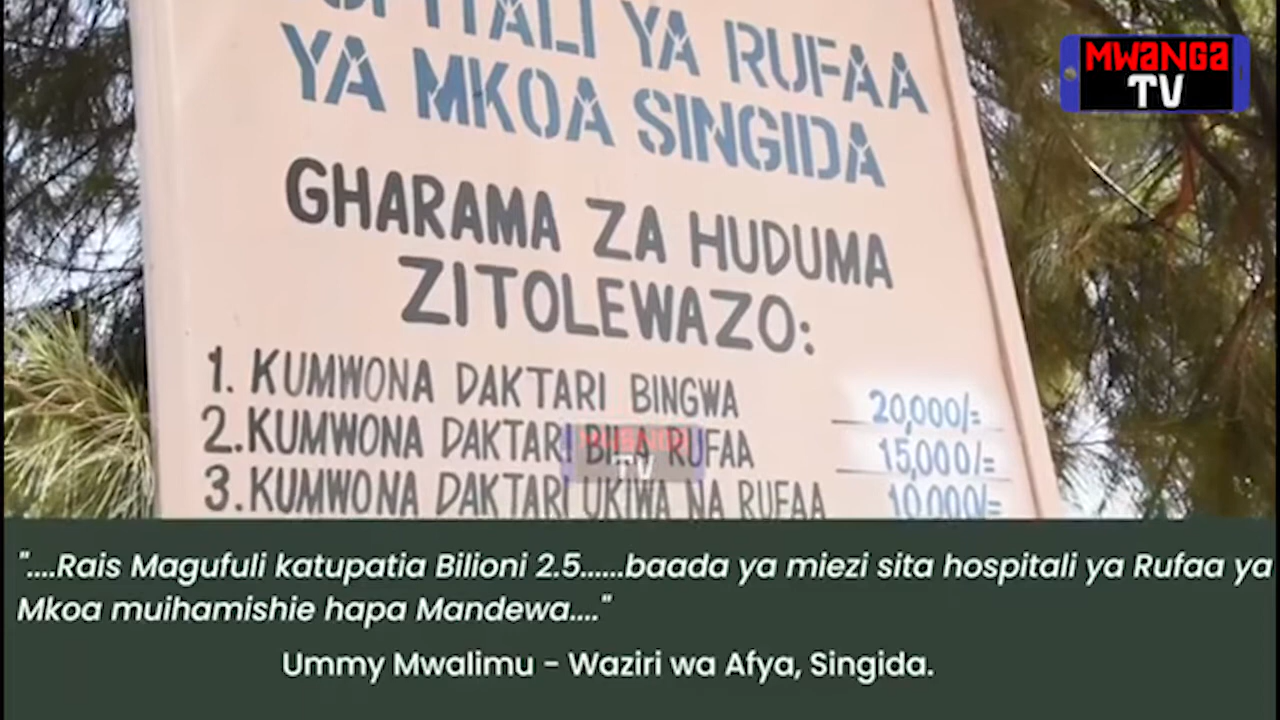 MWANGA
TV
YA RUFAA
YA MKOA SINGIDA
GHARAMA ZA HUDUMA
ZITOLEWAZO:
1. KUMWONA DAKTARI BINGWA 20,000/=
2. KUMWONA DAKTARI BILA RUFAA 15,000/=
3. KUMWONA DAKTARI UKIWA NA RUFAA 10,000/=
"....Rais Magufuli katupatia Bilioni 2.5......baada ya miezi sita hospitali ya Rufaa ya
Mkoa muihamishie hapa Mandewa...."
Ummy Mwalimu - Waziri wa Afya, Singida.